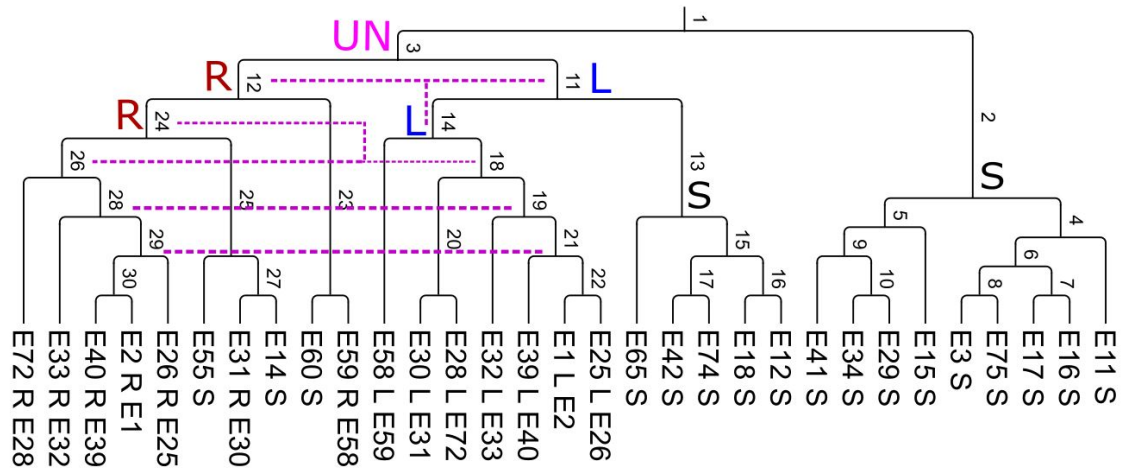 1
UN
3
2
R
12
11
L
R
24
L
14
13
S
S
26
18
4
5
28
25
23
19
20
15
6
29
21
9
30
27
22
17
16
10
8
7
E72 R E28
E33 R E32
E40 R E39
E2 R E1
E26 R E25
E55 S
E31 R E30
E14 S
E60 S
E59 R E58
E58 L E59
E30 L E31
E28 L E72
E32 L E33
E39 L E40
E1 L E2
E25 L E26
E65 S
E42 S
E74 S
E18 S
E12 S
E41 S
E34 S
E29 S
E15 S
E3 S
E75 S
E17 S
E16 S
E11 S